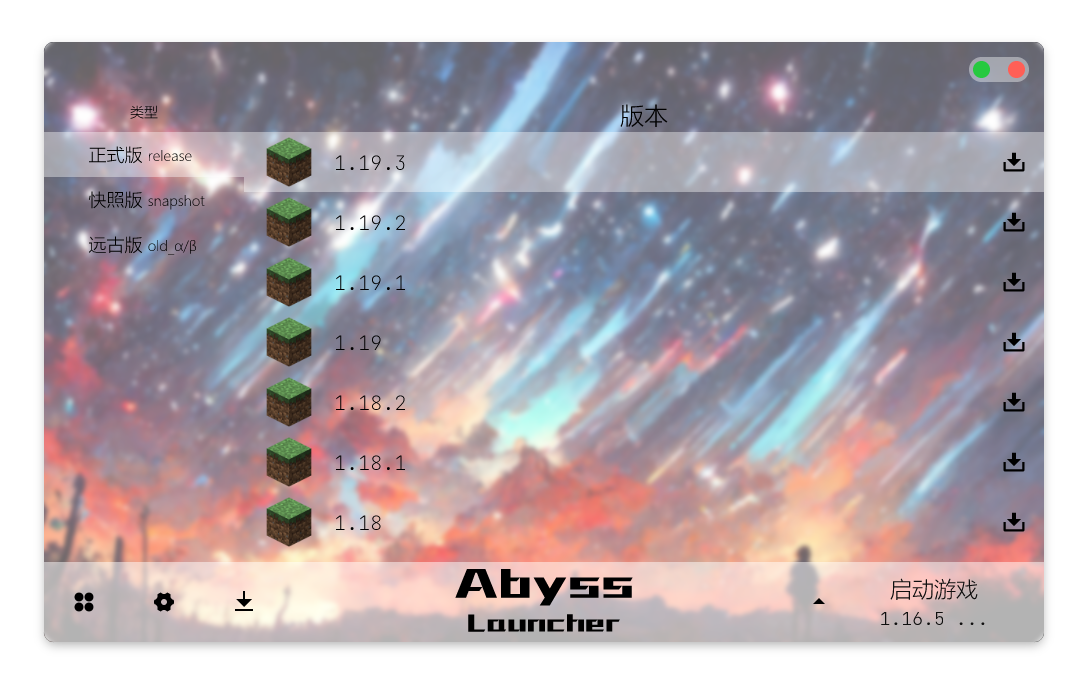 类型
版本
正式版 release
快照版 snapshot
远古版 old_α/β
1.19.3
1.19.2
1.19.1
1.19
1.18.2
1.18.1
1.18
Abyss
Launcher
启动游戏
1.16.5 ...